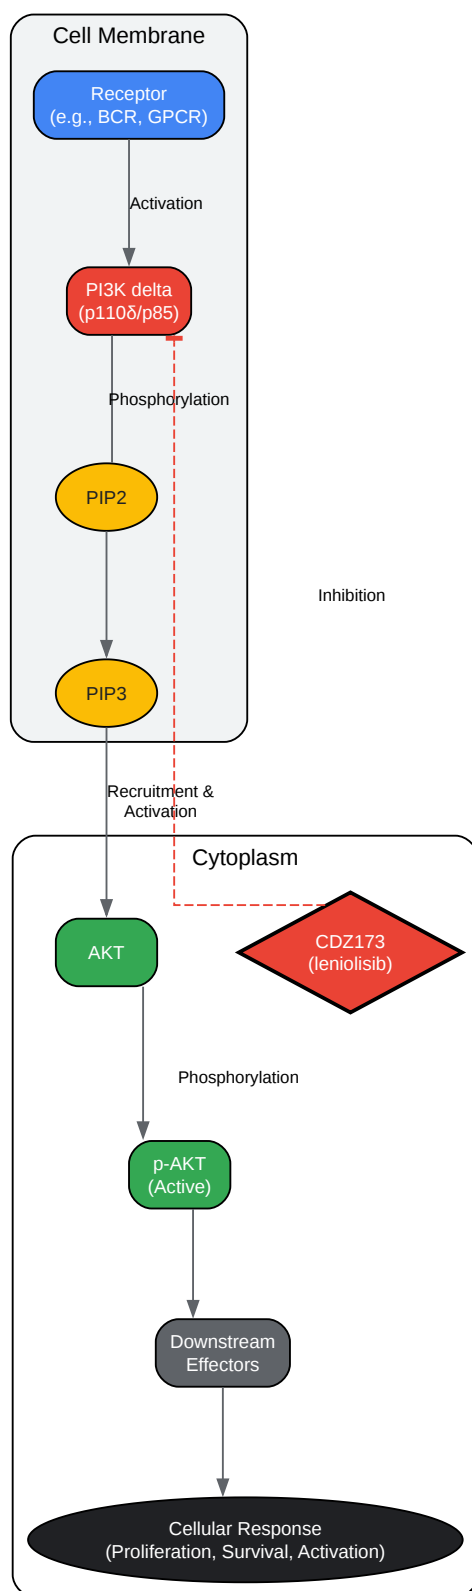 Cell Membrane
Receptor
(e.g., BCR, GPCR)
Activation
PI3K delta
(p110δ/p85)
Phosphorylation
PIP2
Inhibition
PIP3
Recruitment &
Activation
Cytoplasm
AKT
CDZ173
(leniolisib)
Phosphorylation
p-AKT
(Active)
Downstream
Effectors
Cellular Response
(Proliferation, Survival, Activation)